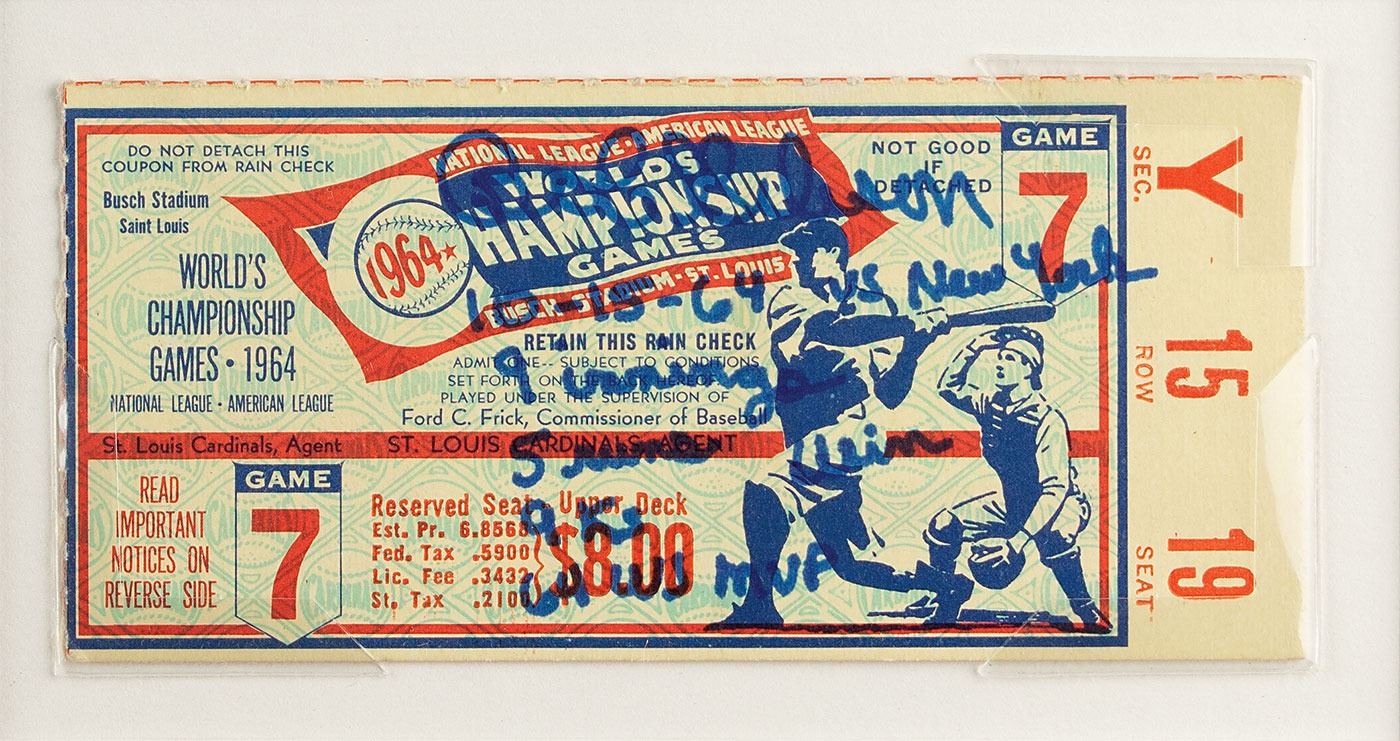 DO NOT DETACH THIS
COUPON FROM RAIN CHECK
Busch Stadium
Saint Louis
WORLD'S
CHAMPIONSHIP
GAMES • 1964
NATIONAL LEAGUE • AMERICAN LEAGUE
St. Louis Cardinals, Agent
READ
IMPORTANT
NOTICES ON
REVERSE SIDE
GAME
7
NATIONAL LEAGUE • AMERICAN LEAGUE
WORLD'S
CHAMPIONSHIP
GAMES
1964
BUSCH STADIUM - ST. LOUIS
NOT GOOD
IF
DETACHED
GAME
7
RETAIN THIS RAIN CHECK
ADMIT ONE-- SUBJECT TO CONDITIONS
SET FORTH ON THE BACK HEREOF.
PLAYED UNDER THE SUPERVISION OF
Ford C. Frick, Commissioner of Baseball
ST. LOUIS CARDINALS, AGENT
Reserved Seat - Upper Deck
Est. Pr. 6.8568
Fed. Tax .5900
Lic. Fee .3432
St. Tax .2100
$8.00
10-15-64 vs New York
9 K's
64 WS MVP
SEC.
Y
ROW
15
SEAT
19
CARDINALS